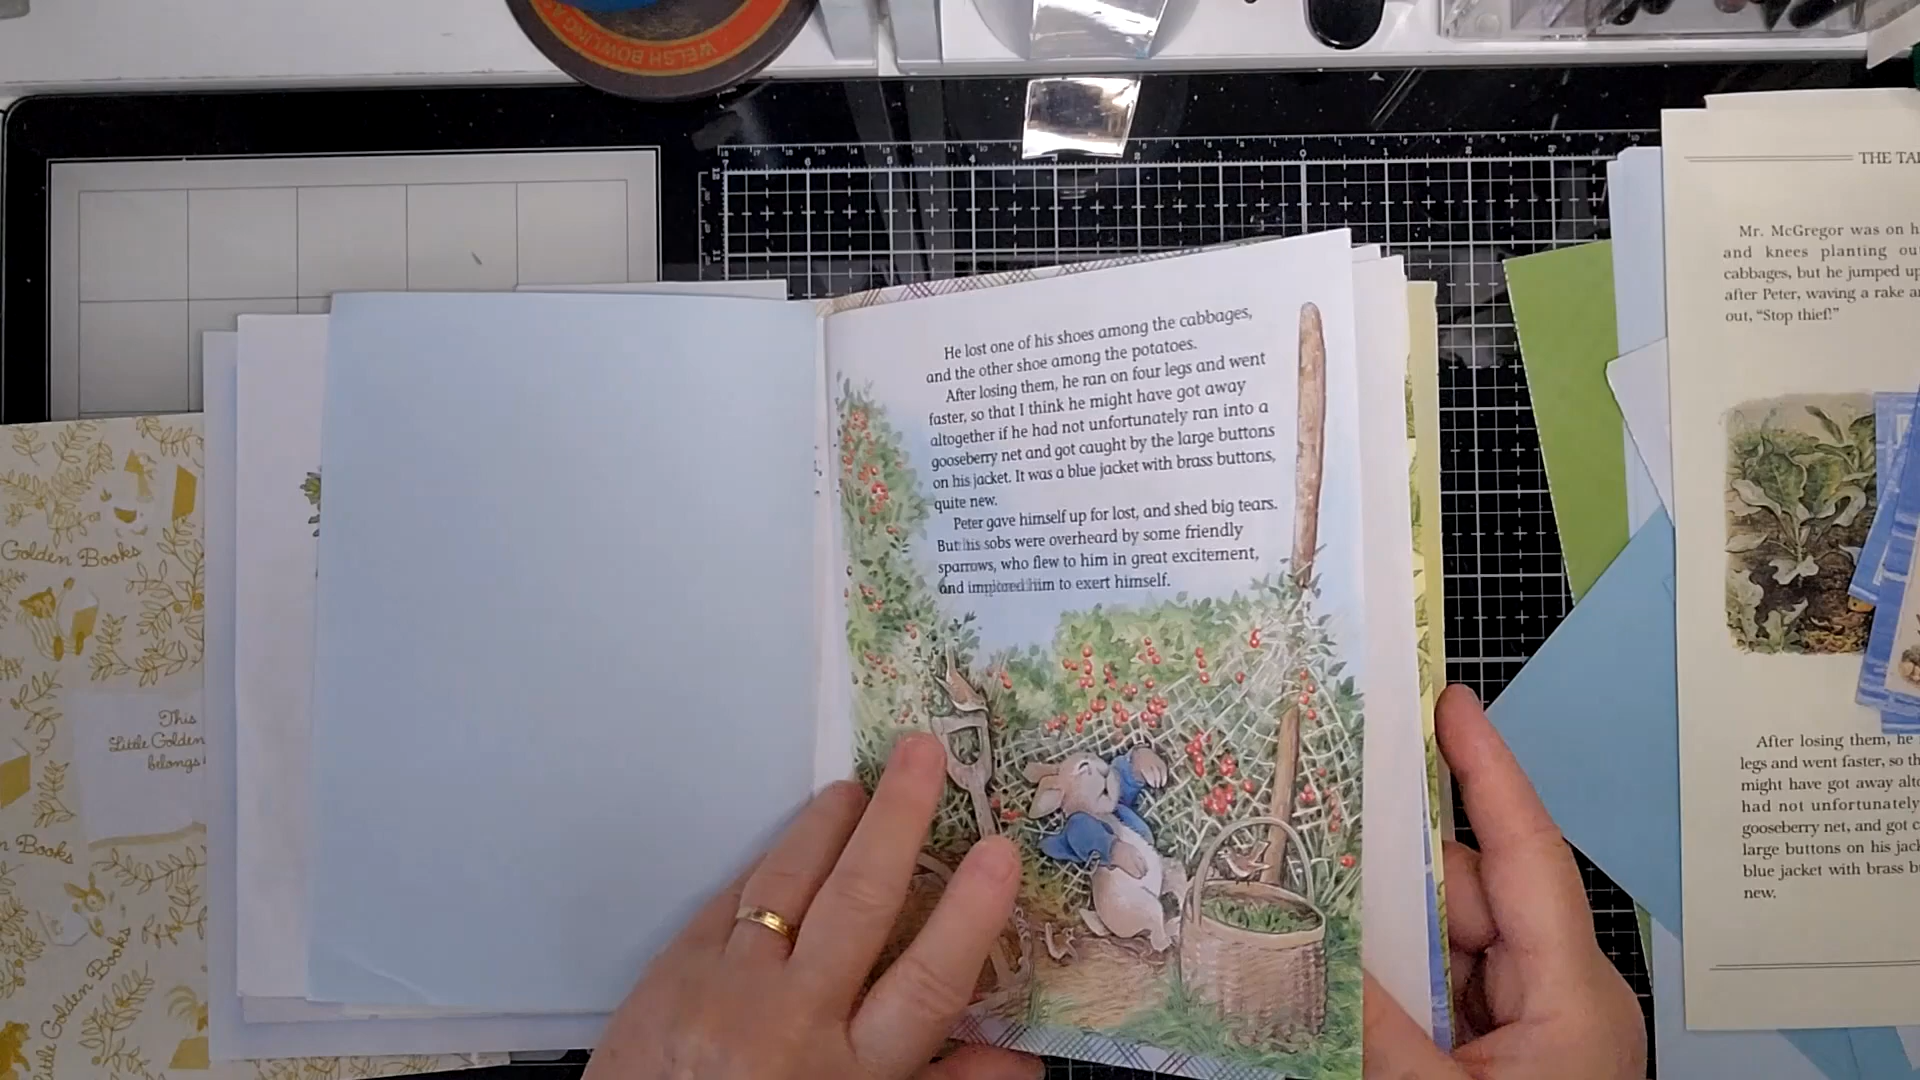 WELSH BOWLING A
Golden Books
This
Little Golden
belongs
n Books
Little Golden Books
He lost one of his shoes among the cabbages,
and the other shoe among the potatoes.
After losing them, he ran on four legs and went
faster, so that I think he might have got away
altogether if he had not unfortunately ran into a
gooseberry net and got caught by the large buttons
on his jacket. It was a blue jacket with brass buttons,
quite new.
Peter gave himself up for lost, and shed big tears.
But his sobs were overheard by some friendly
sparrows, who flew to him in great excitement,
and implored him to exert himself.
THE TA
Mr. McGregor was on h
and knees planting ou
cabbages, but he jumped up
after Peter, waving a rake a
out, "Stop thief!"
After losing them, he
legs and went faster, so th
might have got away alt
had not unfortunately
gooseberry net, and got c
large buttons on his jac
blue jacket with brass b
new.